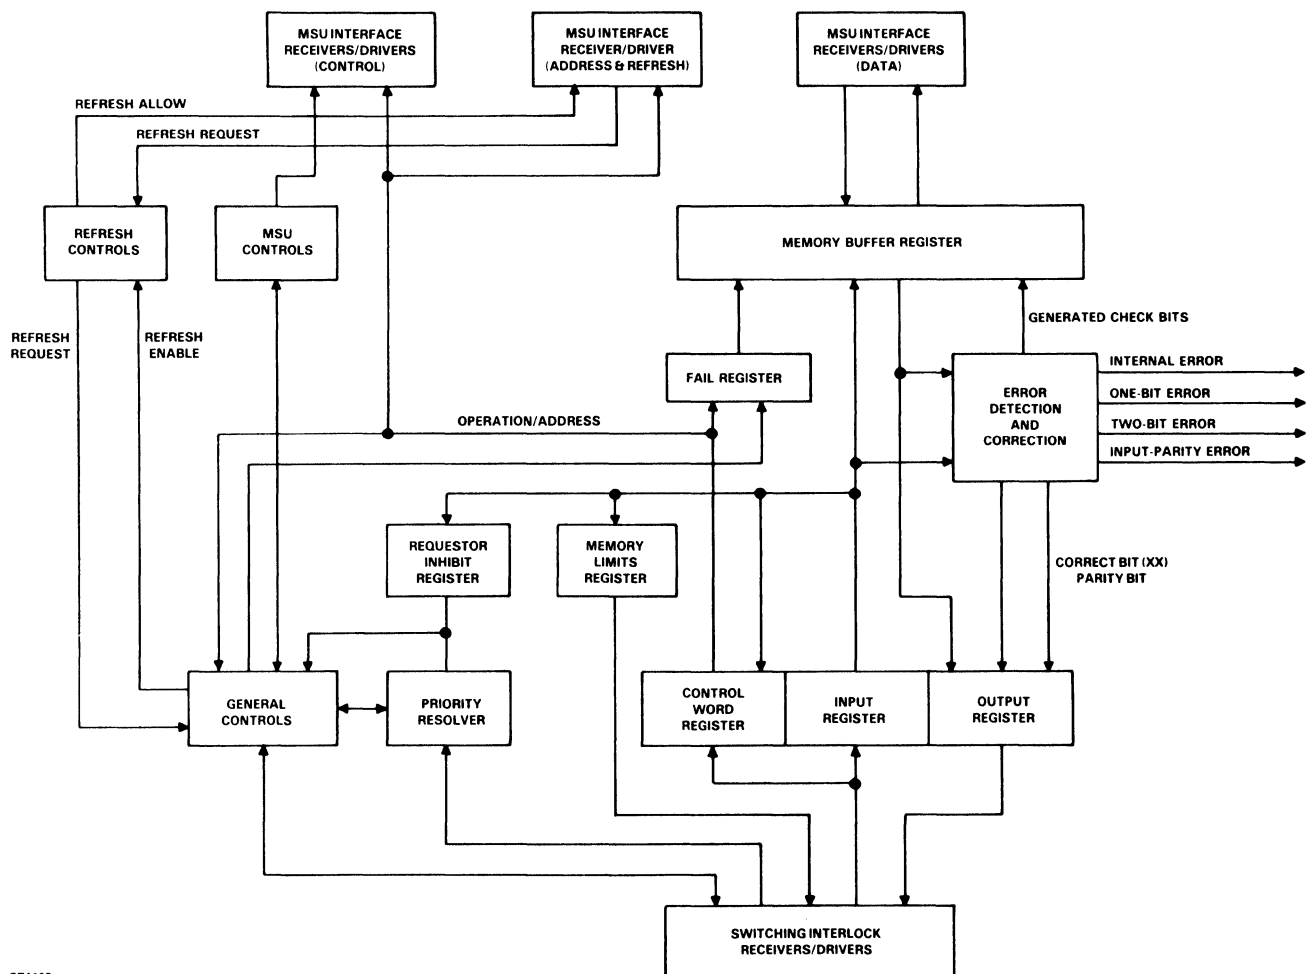 MSU INTERFACE
RECEIVERS/DRIVERS
(CONTROL)
MSU INTERFACE
RECEIVER/DRIVER
(ADDRESS & REFRESH)
MSU INTERFACE
RECEIVERS/DRIVERS
(DATA)
REFRESH ALLOW
REFRESH REQUEST
REFRESH
CONTROLS
MSU
CONTROLS
MEMORY BUFFER REGISTER
REFRESH
REQUEST
REFRESH
ENABLE
GENERATED CHECK BITS
FAIL REGISTER
ERROR
DETECTION
AND
CORRECTION
INTERNAL ERROR
ONE-BIT ERROR
TWO-BIT ERROR
INPUT-PARITY ERROR
OPERATION/ADDRESS
REQUESTOR
INHIBIT
REGISTER
MEMORY
LIMITS
REGISTER
CORRECT BIT (XX)
PARITY BIT
GENERAL
CONTROLS
PRIORITY
RESOLVER
CONTROL
WORD
REGISTER
INPUT
REGISTER
OUTPUT
REGISTER
SWITCHING INTERLOCK
RECEIVERS/DRIVERS